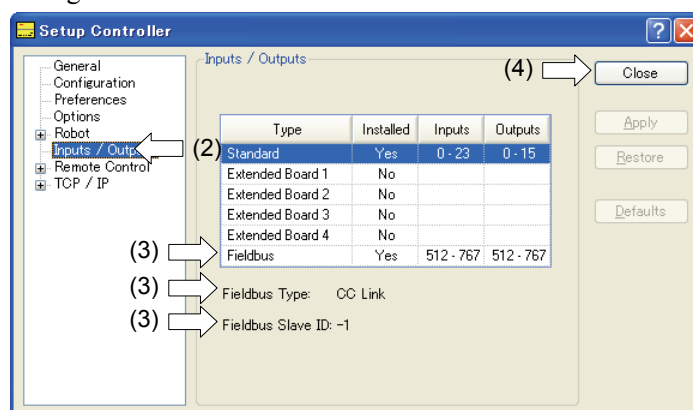 Setup Controller
General
Configuration
Preferences
Options
Robot
Inputs / Outp
Remote Control
TCP / IP
(2)
Inputs / Outputs
Type Installed Inputs Outputs
Standard Yes 0 - 23 0 - 15
Extended Board 1 No
Extended Board 2 No
Extended Board 3 No
Extended Board 4 No
(3) Fieldbus Yes 512 - 767 512 - 767
(3) Fieldbus Type: CC Link
(3) Fieldbus Slave ID: -1
(4) Close
Apply
Restore
Defaults